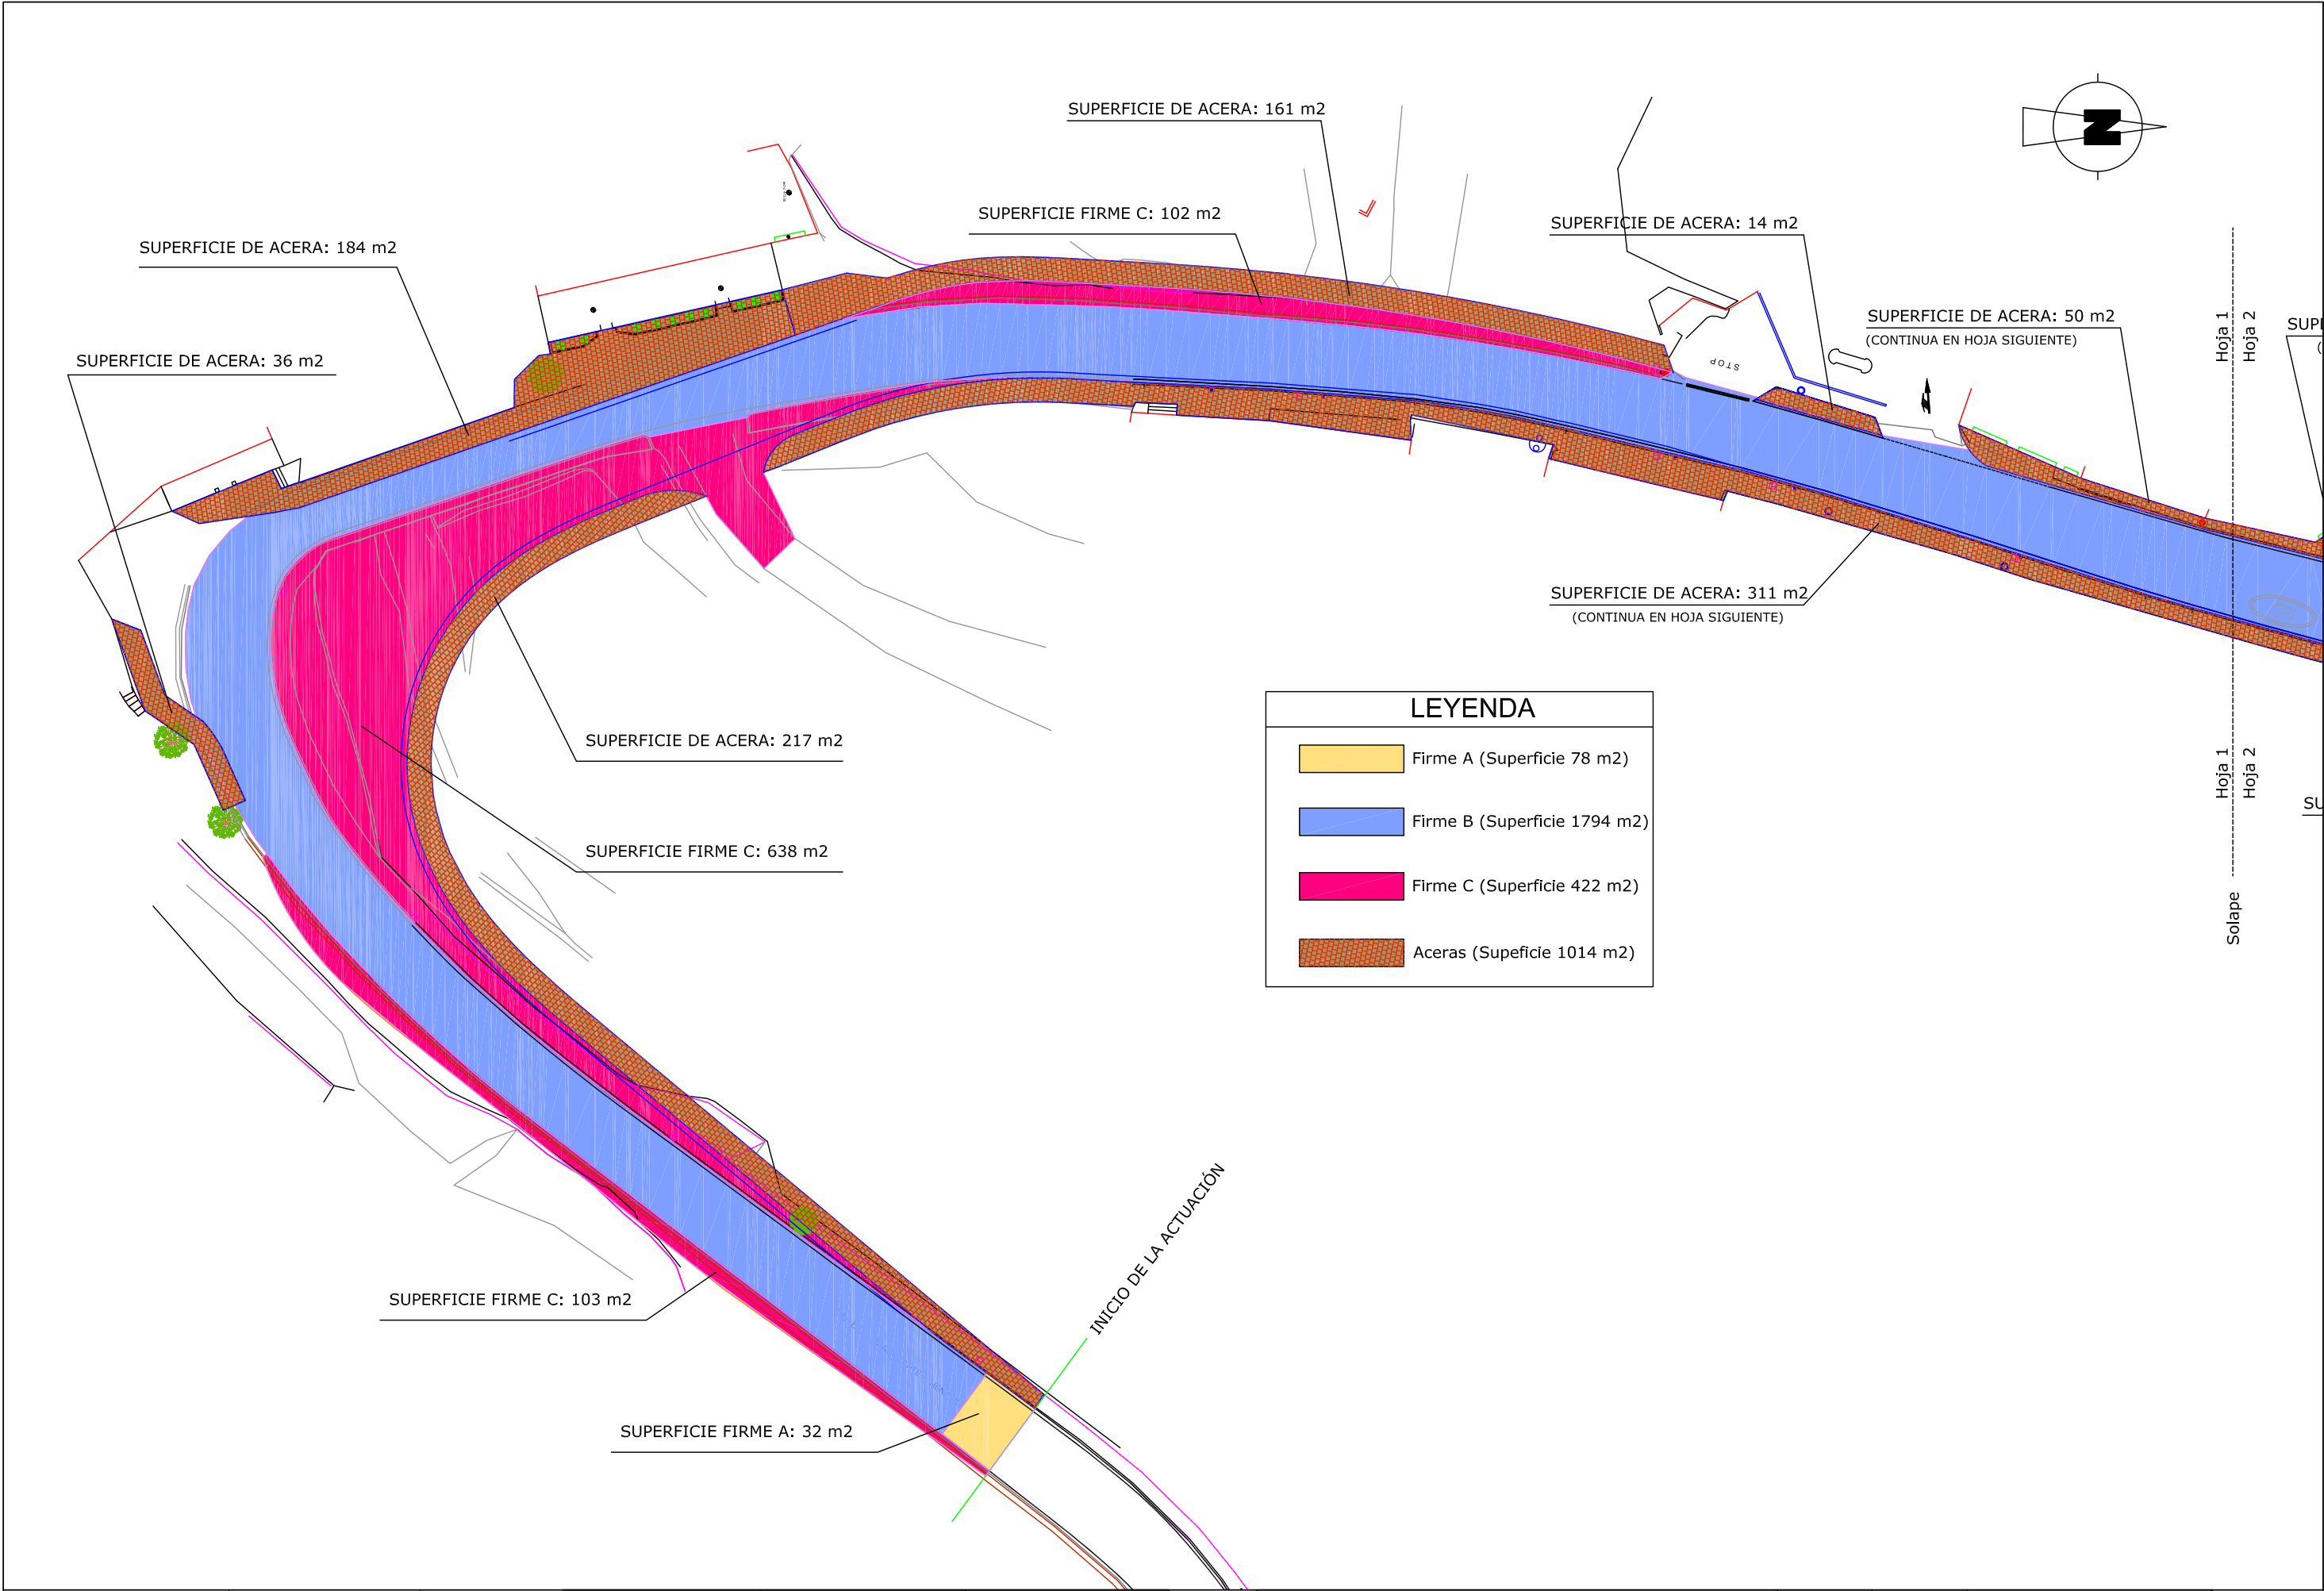 SUPERFICIE DE ACERA: 161 m2
N
SUPERFICIE FIRME C: 102 m2
SUPERFICIE DE ACERA: 14 m2
SUPERFICIE DE ACERA: 184 m2
SUPERFICIE DE ACERA: 50 m2
(CONTINUA EN HOJA SIGUIENTE)
Hoja 1
Hoja 2
SUPE
(
STOP
SUPERFICIE DE ACERA: 36 m2
SUPERFICIE DE ACERA: 311 m2
(CONTINUA EN HOJA SIGUIENTE)
SUPERFICIE DE ACERA: 217 m2
SUPERFICIE FIRME C: 638 m2
LEYENDA
Firme A (Superficie 78 m2)
Firme B (Superficie 1794 m2)
Firme C (Superficie 422 m2)
Aceras (Supeficie 1014 m2)
Hoja 1
Hoja 2
SU
Solape
INICIO DE LA ACTUACIÓN
SUPERFICIE FIRME C: 103 m2
SUPERFICIE FIRME A: 32 m2